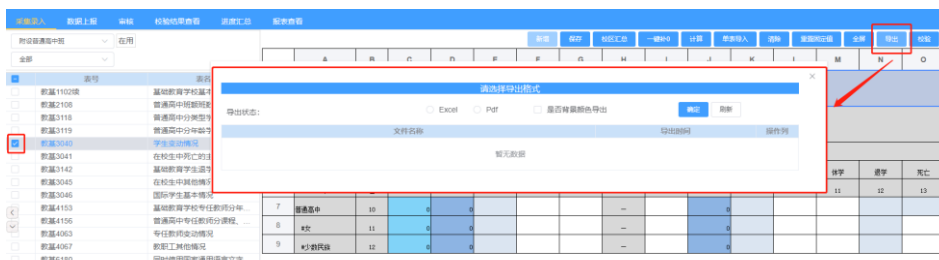 采集录入 数据上报 审核 校验结果查看 进度汇总 报表查看
附设普通高中班 在用
新增 保存 校区汇总 一键补0 计算 单表导入 清除 全屏 导出 校验
全部
A B C D E F G H I J K L M N O
表号 表名
教基1102续 基础教育学校基本
教基2108 普通高中班额班数
教基3118 普通高中分类型学
教基3119 普通高中分年龄学
教基3040 学生变动情况
教基3041 在校生中死亡的主
教基3142 基础教育学生退学
教基3045 在校生中其他情况
教基3046 国际学生基本情况
教基4153 基础教育学校专任教师分年...
教基4156 普通高中专任教师分课程、...
教基4063 专任教师变动情况
教基4067 教职工其他情况
请选择导出格式
×
导出状态: Excel Pdf 是否背景颜色导出 确定 刷新
文件名称 导出时间 操作列
暂无数据
休学 退学 死亡
11 12 13
7 普通高中 10 0 0 — 0
8 #女 11 0 0 — 0
9 #少数民族 12 0 0 — 0